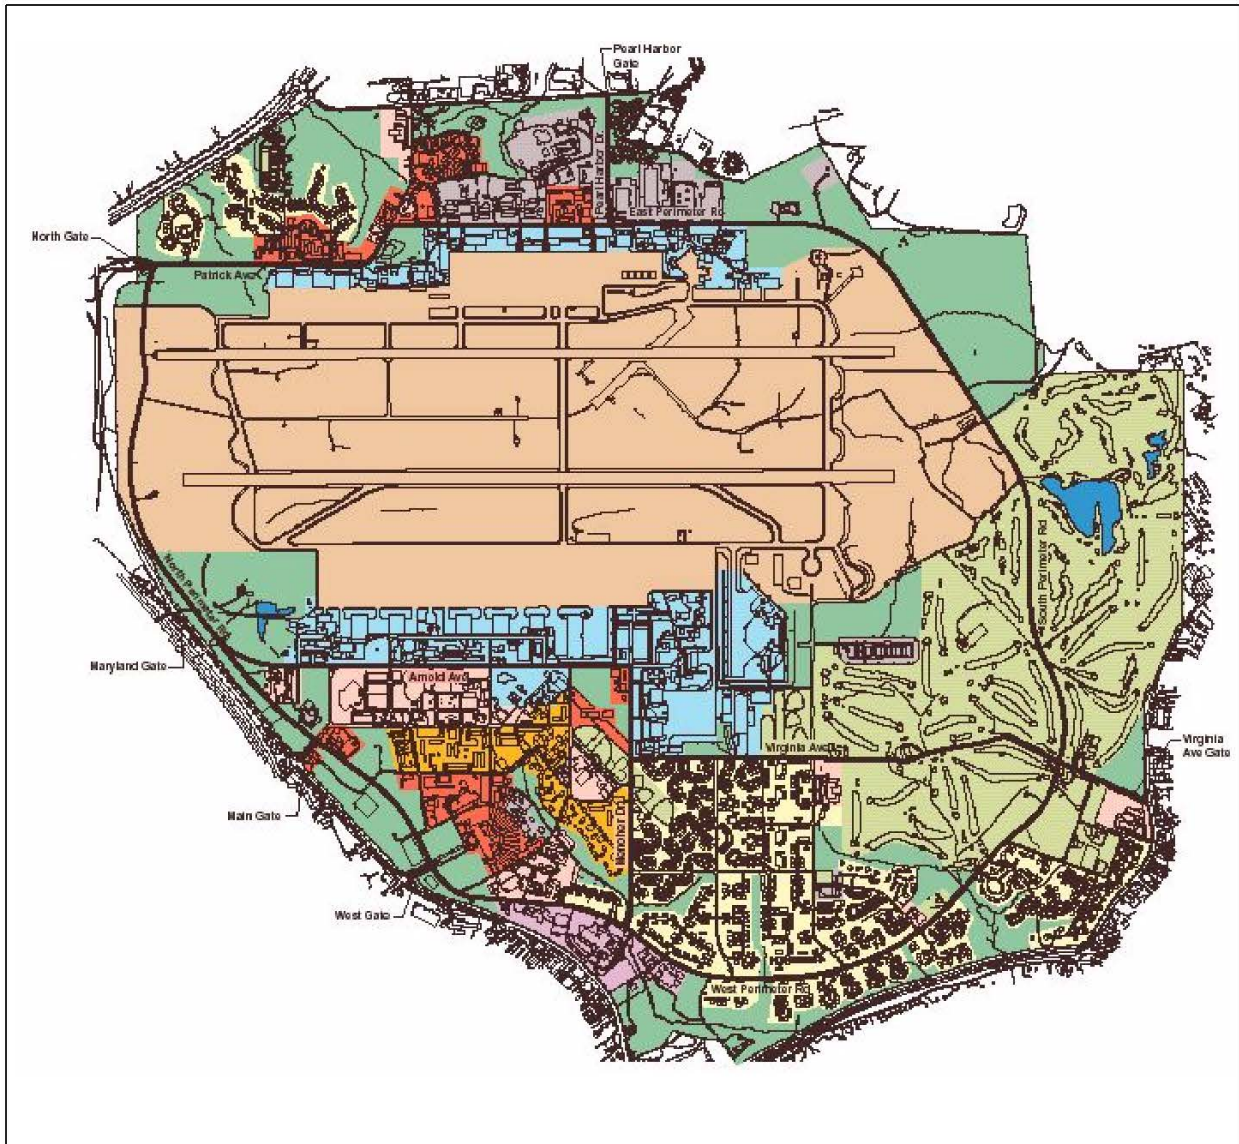 Pearl Harbor
Gate
Pearl Harbor Dr.
East Perimeter Rd
North Gate
Patrick Ave
South Perimeter Rd
North Perimeter Rd
Maryland Gate
Arnold Ave
Virginia Ave
Virginia
Ave Gate
Main Gate
Menoher Dr.
West Gate
West Perimeter Rd